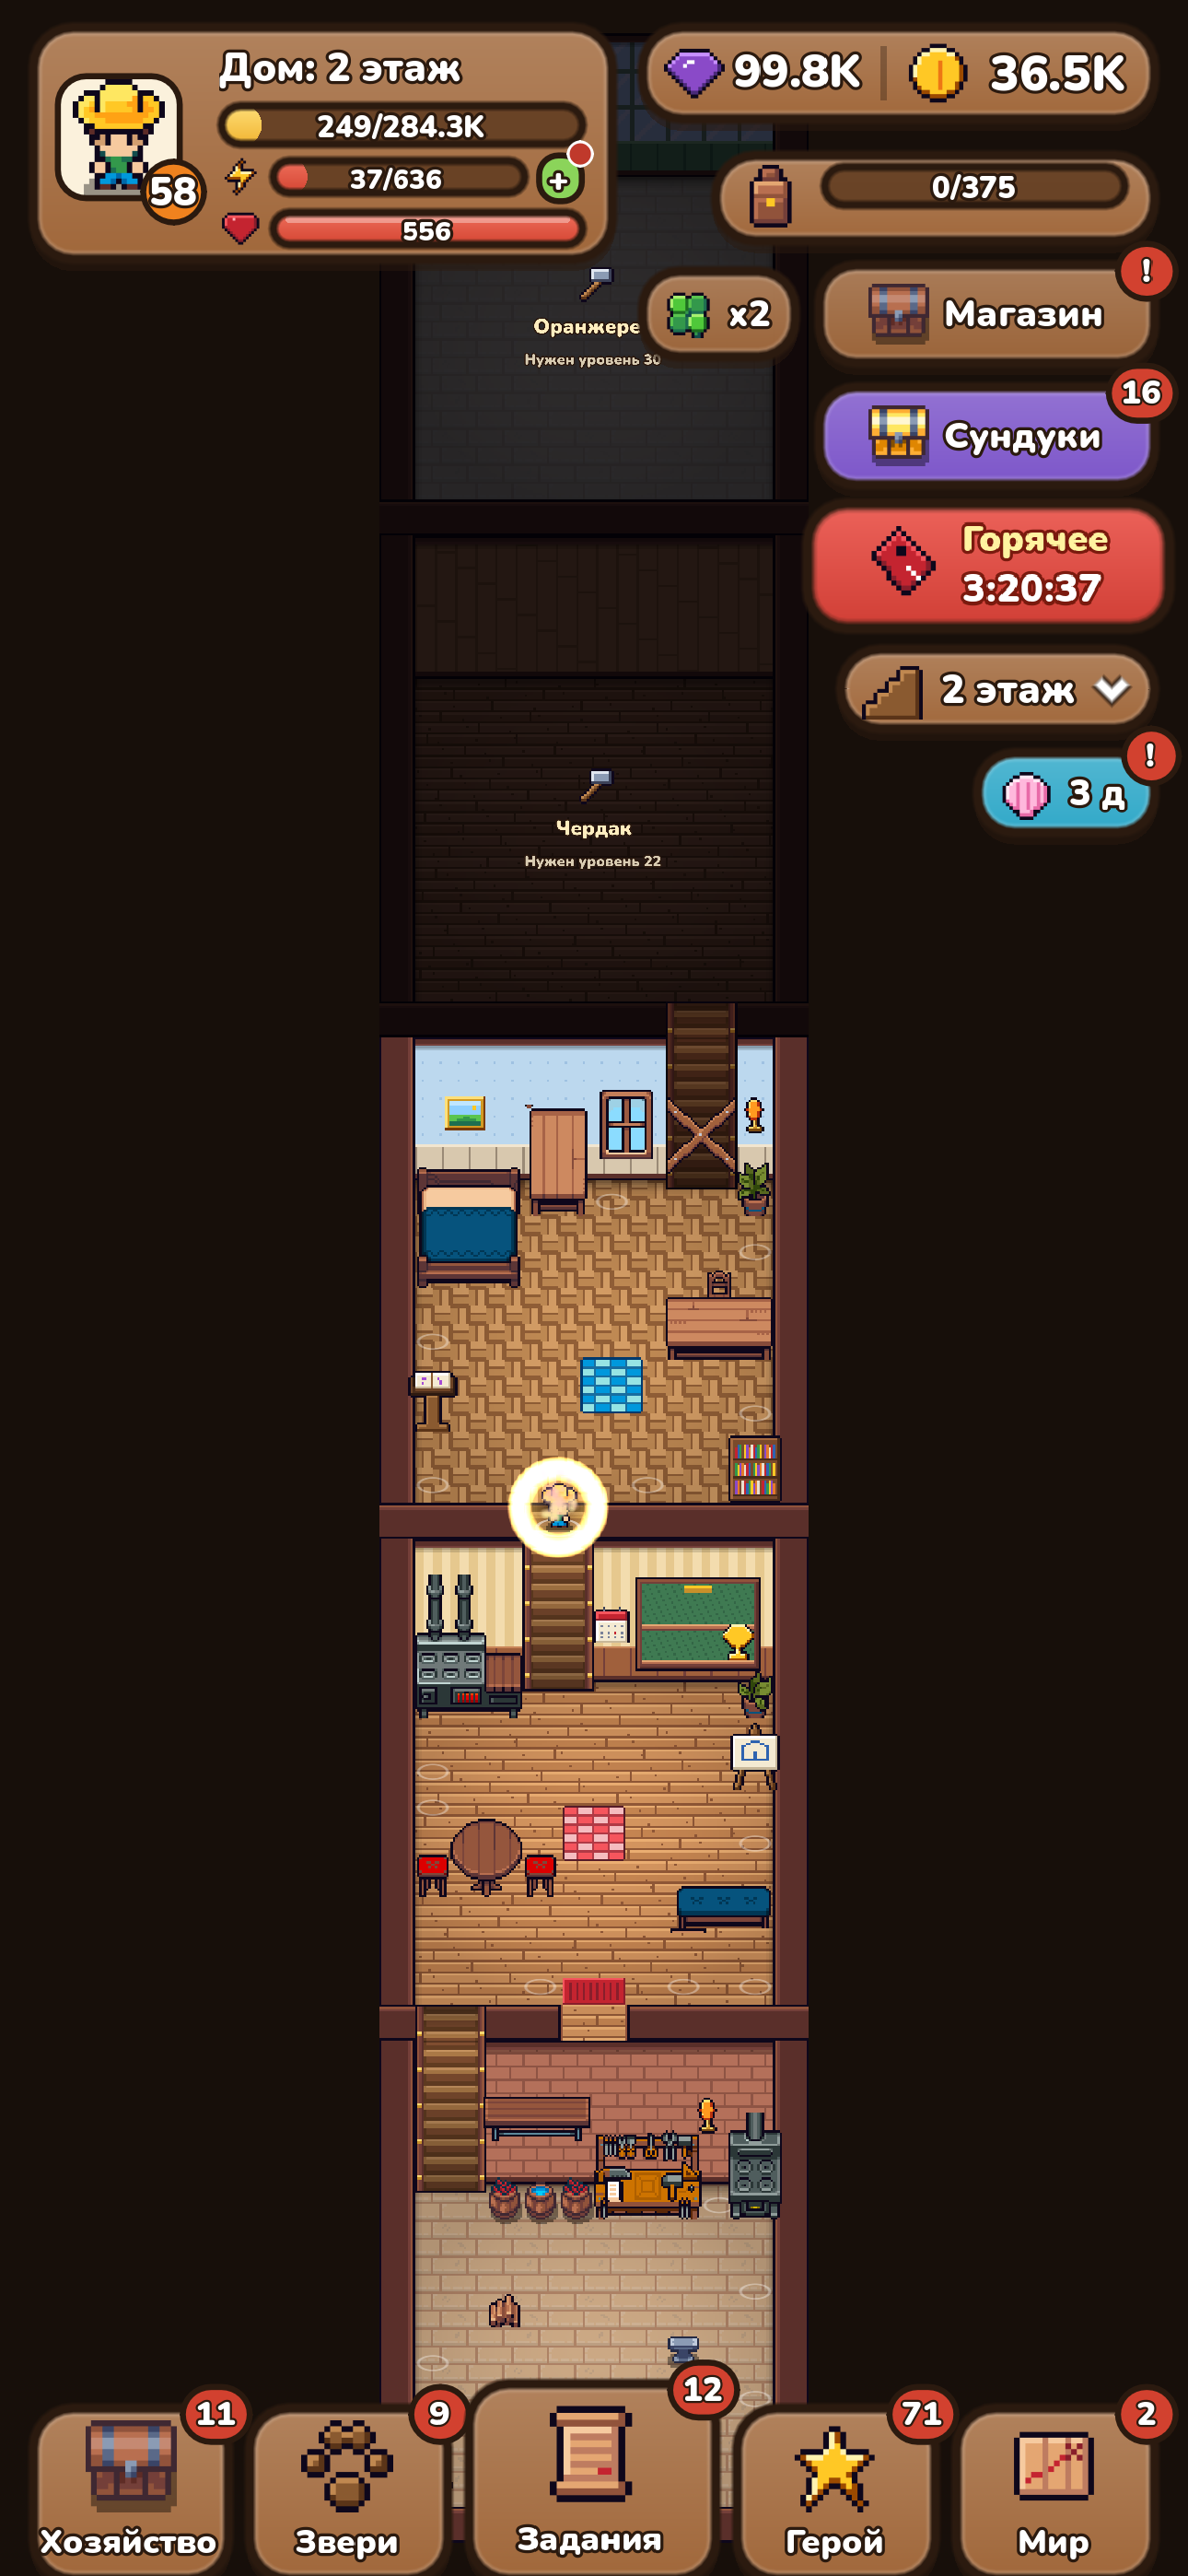 Дом: 2 этаж
249/284.3K
37/636
556
58
99.8K
36.5K
0/375
x2
Магазин
!
Сундуки
16
Горячее
3:20:37
2 этаж
3 д
!
Оранжере
Нужен уровень 30
Чердак
Нужен уровень 22
11
Хозяйство
9
Звери
12
Задания
71
Герой
2
Мир